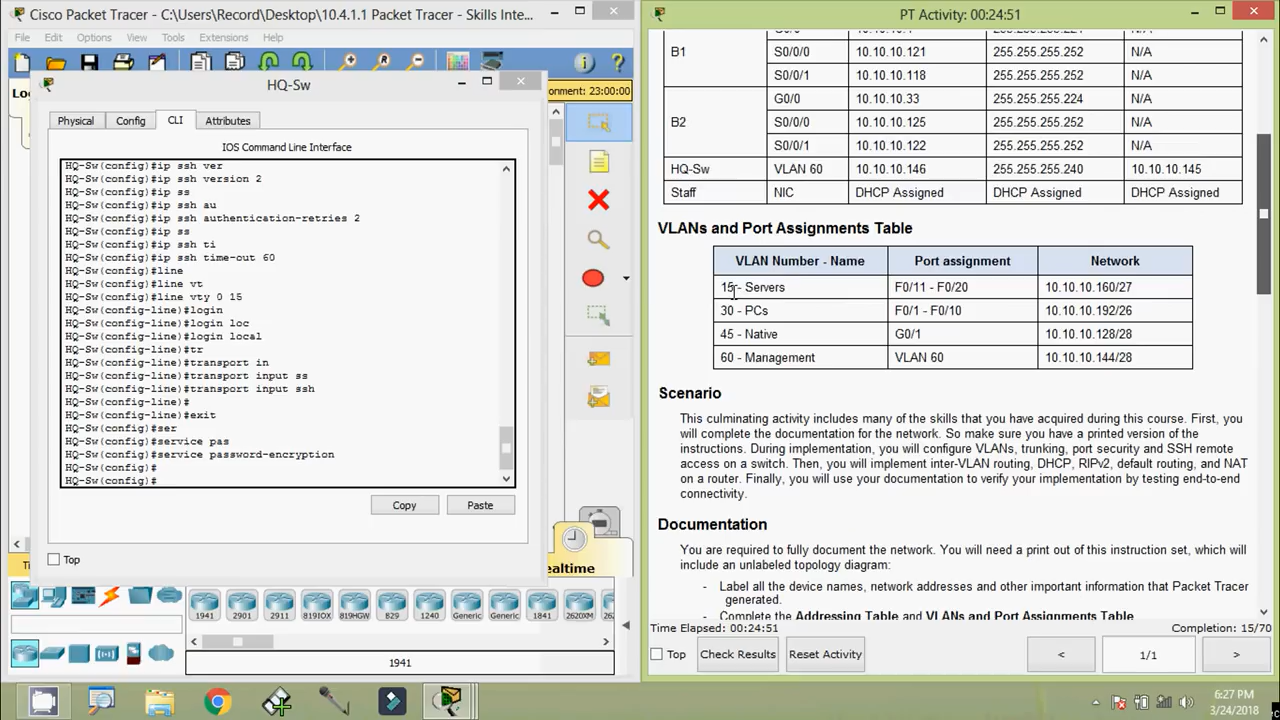 Cisco Packet Tracer - C:\Users\Record\Desktop\10.4.1.1 Packet Tracer - Skills Inte...
File Edit Options View Tools Extensions Help
onment: 23:00:00
HQ-Sw
Physical Config CLI Attributes
IOS Command Line Interface
HQ-Sw(config)#ip ssh ver
HQ-Sw(config)#ip ssh version 2
HQ-Sw(config)#ip ss
HQ-Sw(config)#ip ssh au
HQ-Sw(config)#ip ssh authentication-retries 2
HQ-Sw(config)#ip ss
HQ-Sw(config)#ip ssh ti
HQ-Sw(config)#ip ssh time-out 60
HQ-Sw(config)#line
HQ-Sw(config)#line vt
HQ-Sw(config)#line vty 0 15
HQ-Sw(config-line)#login
HQ-Sw(config-line)#login loc
HQ-Sw(config-line)#login local
HQ-Sw(config-line)#tr
HQ-Sw(config-line)#transport in
HQ-Sw(config-line)#transport input ss
HQ-Sw(config-line)#transport input ssh
HQ-Sw(config-line)#
HQ-Sw(config-line)#exit
HQ-Sw(config)#ser
HQ-Sw(config)#service pas
HQ-Sw(config)#service password-encryption
HQ-Sw(config)#
HQ-Sw(config)#
Copy Paste
Top
ealtime
1941 2901 2911 819IOX 819HGW 829 1240 Generic Generic 1841 2620XM 262
1941
PT Activity: 00:24:51
B1 S0/0/0 10.10.10.121 255.255.255.252 N/A
S0/0/1 10.10.10.118 255.255.255.252 N/A
B2 G0/0 10.10.10.33 255.255.255.224 N/A
S0/0/0 10.10.10.125 255.255.255.252 N/A
S0/0/1 10.10.10.122 255.255.255.252 N/A
HQ-Sw VLAN 60 10.10.10.146 255.255.255.240 10.10.10.145
Staff NIC DHCP Assigned DHCP Assigned DHCP Assigned
VLANs and Port Assignments Table
VLAN Number - Name Port assignment Network
15 - Servers F0/11 - F0/20 10.10.10.160/27
30 - PCs F0/1 - F0/10 10.10.10.192/26
45 - Native G0/1 10.10.10.128/28
60 - Management VLAN 60 10.10.10.144/28
Scenario
This culminating activity includes many of the skills that you have acquired during this course. First, you
will complete the documentation for the network. So make sure you have a printed version of the
instructions. During implementation, you will configure VLANs, trunking, port security and SSH remote
access on a switch. Then, you will implement inter-VLAN routing, DHCP, RIPv2, default routing, and NAT
on a router. Finally, you will use your documentation to verify your implementation by testing end-to-end
connectivity.
Documentation
You are required to fully document the network. You will need a print out of this instruction set, which will
include an unlabeled topology diagram:
- Label all the device names, network addresses and other important information that Packet Tracer
generated.
- Complete the Addressing Table and VLANs and Port Assignments Table
Time Elapsed: 00:24:51 Completion: 15/70
Top Check Results Reset Activity < 1/1 >
6:27 PM
3/24/2018